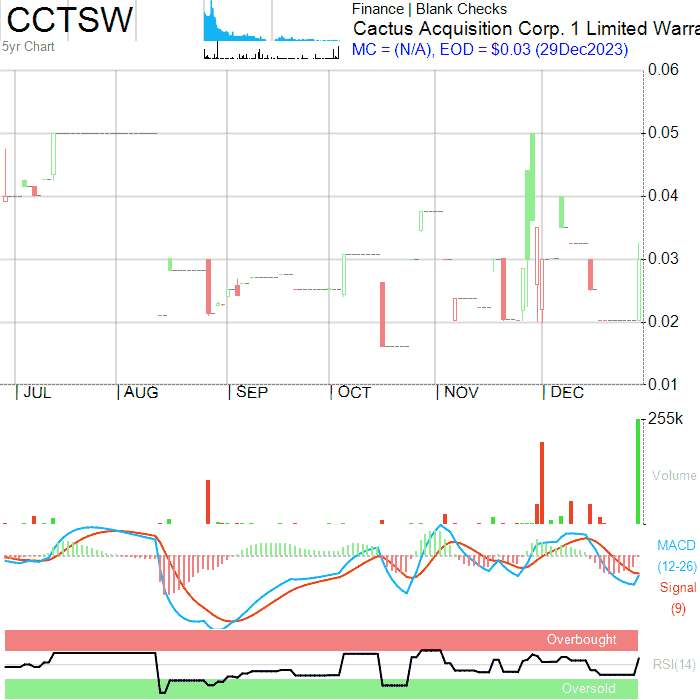 CCTSW
5yr Chart
Finance | Blank Checks
Cactus Acquisition Corp. 1 Limited Warra
MC = (N/A), EOD = $0.03 (29Dec2023)
0.06
0.05
0.04
0.03
0.02
0.01
JUL AUG SEP OCT NOV DEC
255k
Volume
MACD
(12-26)
Signal
(9)
Overbought
RSI(14)
Oversold